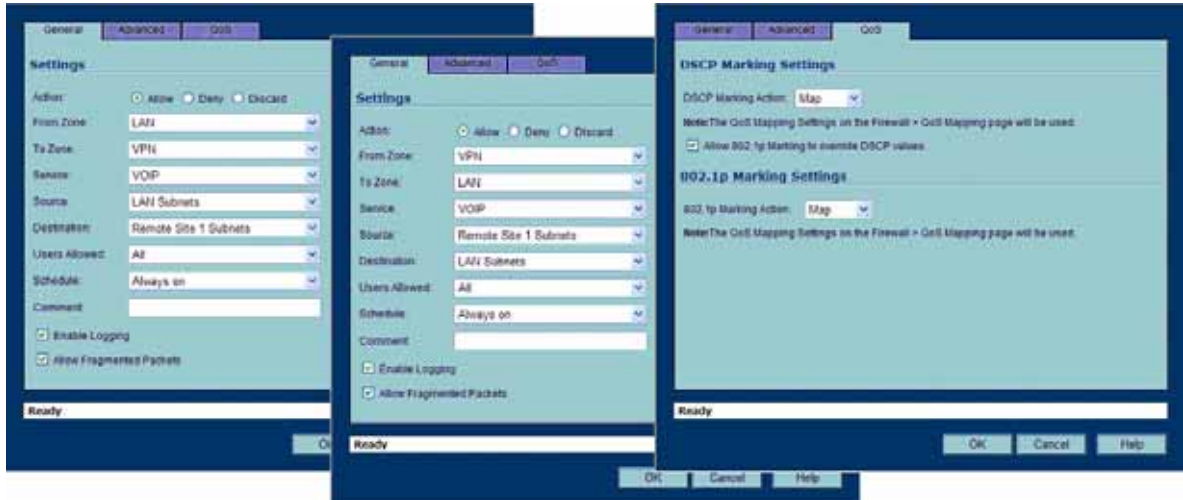 General Advanced QoS
Settings
Action: Allow Deny Discard
From Zone: LAN
To Zone: VPN
Service: VOIP
Source: LAN Subnets
Destination: Remote Site 1 Subnets
Users Allowed: All
Schedule: Always on
Comment:
Enable Logging
Allow Fragmented Packets
Ready
General Advanced QoS
Settings
Action: Allow Deny Discard
From Zone: VPN
To Zone: LAN
Service: VOIP
Source: Remote Site 1 Subnets
Destination: LAN Subnets
Users Allowed: All
Schedule: Always on
Comment:
Enable Logging
Allow Fragmented Packets
Ready
OK Cancel Help
General Advanced QoS
DSCP Marking Settings
DSCP Marking Action: Map
Note: The QoS Mapping Settings on the Firewall > QoS Mapping page will be used.
Allow 802.1p Marking to override DSCP values.
802.1p Marking Settings
802.1p Marking Action: Map
Note: The QoS Mapping Settings on the Firewall > QoS Mapping page will be used.
Ready
OK Cancel Help